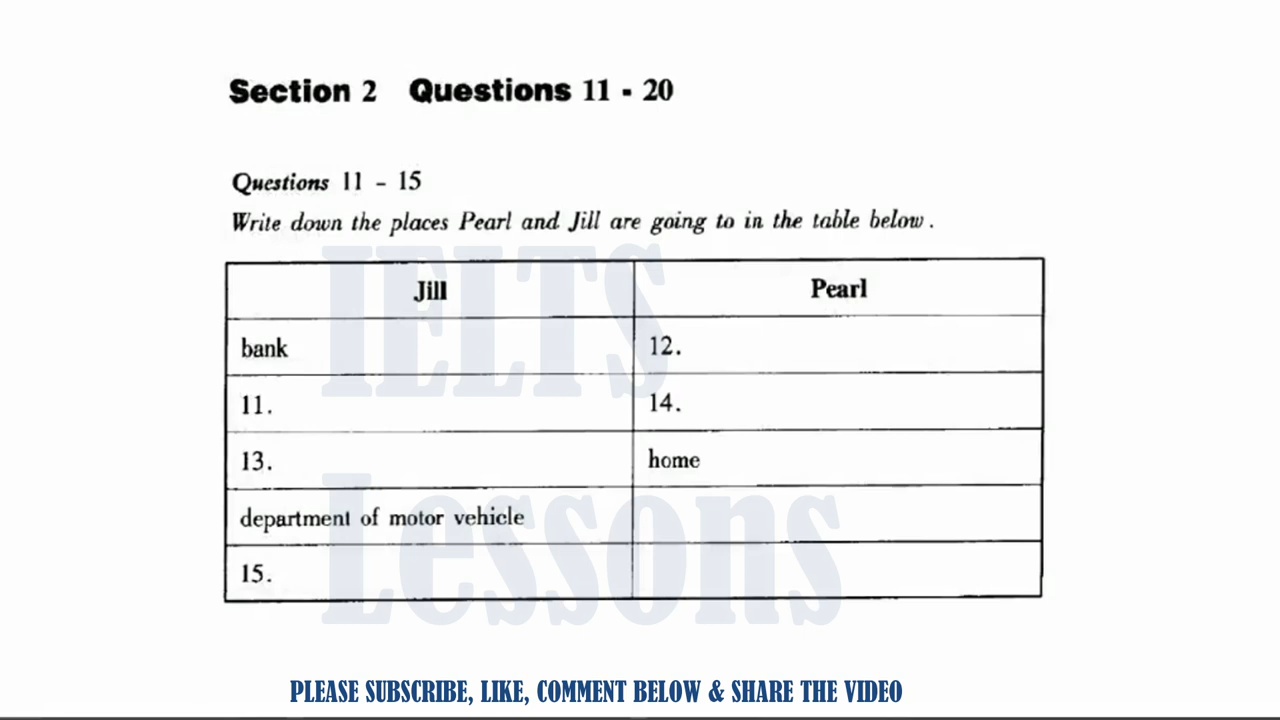 Section 2 Questions 11 - 20
Questions 11 - 15
Write down the places Pearl and Jill are going to in the table below.
Jill Pearl
bank 12.
11. 14.
13. home
department of motor vehicle
15.
IELTS
Lessons
PLEASE SUBSCRIBE, LIKE, COMMENT BELOW & SHARE THE VIDEO